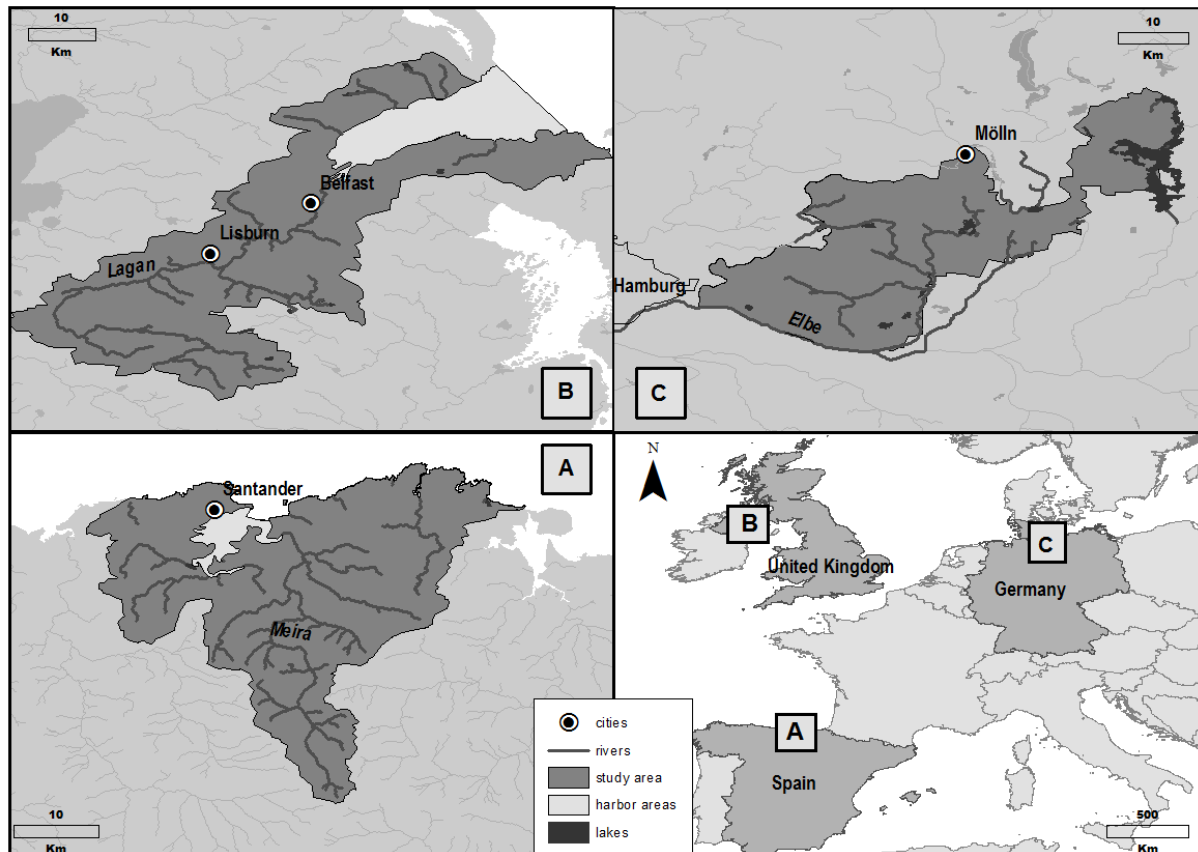 10
Km
Belfast
Lisburn
Lagan
B
10
Km
Mölln
Hamburg
Elbe
C
A
Santander
Meira
10
Km
cities
rivers
study area
harbor areas
lakes
N
B
C
United Kingdom
Germany
A
Spain
500
Km